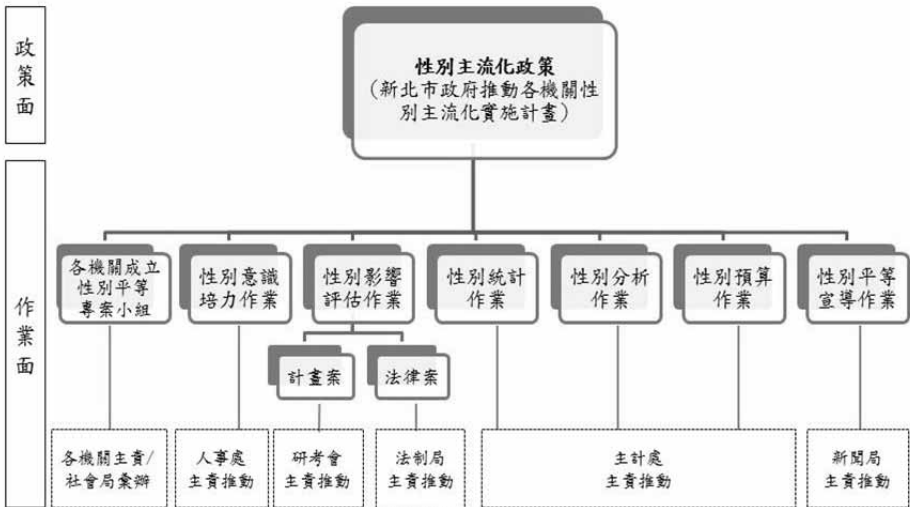 政策面
性別主流化政策
（新北市政府推動各機關性
別主流化實施計畫）
作業面
各機關成立
性別平等
專案小組
性別意識
培力作業
性別影響
評估作業
性別統計
作業
性別分析
作業
性別預算
作業
性別平等
宣導作業
計畫案
法律案
各機關主責/
社會局彙辦
人事處
主責推動
研考會
主責推動
法制局
主責推動
主計處
主責推動
新聞局
主責推動